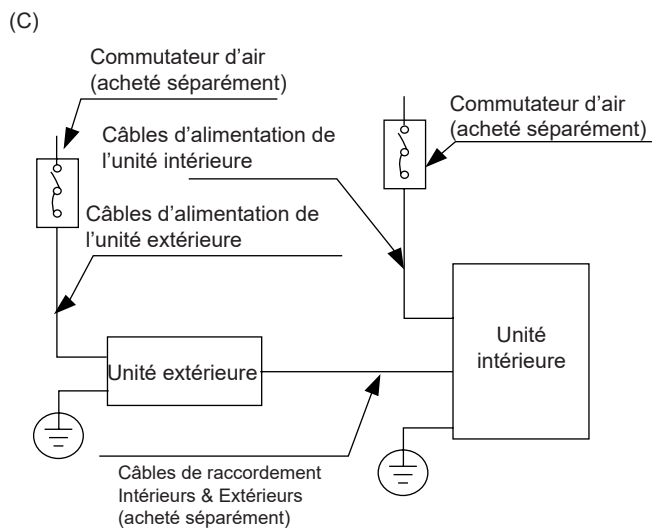 (C)
Commutateur d’air
(acheté séparément)
Commutateur d’air
(acheté séparément)
Câbles d’alimentation de
l’unité intérieure
Câbles d’alimentation de
l’unité extérieure
Unité
intérieure
Unité extérieure
Câbles de raccordement
Intérieurs & Extérieurs
(acheté séparément)